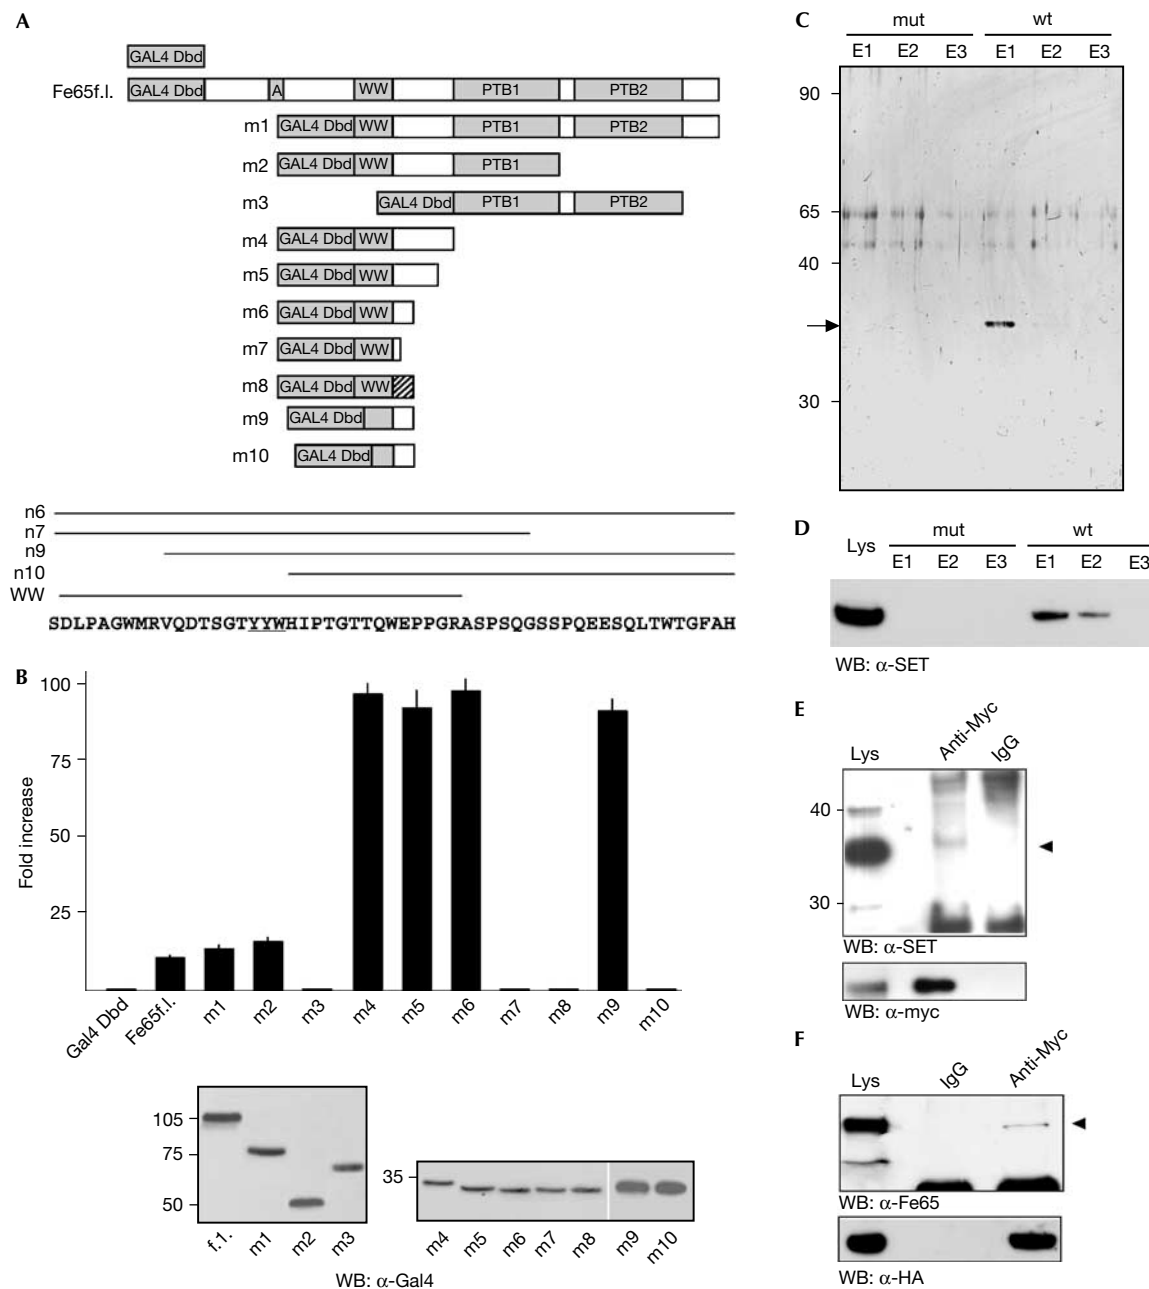 A
GAL4 Dbd
Fe65f.l. GAL4 Dbd A WW PTB1 PTB2
m1 GAL4 Dbd WW PTB1 PTB2
m2 GAL4 Dbd WW PTB1
m3 GAL4 Dbd PTB1 PTB2
m4 GAL4 Dbd WW
m5 GAL4 Dbd WW
m6 GAL4 Dbd WW
m7 GAL4 Dbd WW
m8 GAL4 Dbd WW
m9 GAL4 Dbd
m10 GAL4 Dbd
n6
n7
n9
n10
WW
SDLPAGWMRVQDTSGTYYWHIPTGTTQWEPPGRASPSQGSSPQEESQLTWTGFAH
B
Fold increase
100
75
50
25
Gal4 Dbd Fe65f.l. m1 m2 m3 m4 m5 m6 m7 m8 m9 m10
105
75
50
f.1. m1 m2 m3
35
m4 m5 m6 m7 m8 m9 m10
WB: α-Gal4
C
mut wt
E1 E2 E3 E1 E2 E3
90
65
40
30
D
mut wt
Lys E1 E2 E3 E1 E2 E3
WB: α-SET
E
Lys Anti-Myc IgG
40
30
WB: α-SET
WB: α-myc
F
Lys IgG Anti-Myc
WB: α-Fe65
WB: α-HA